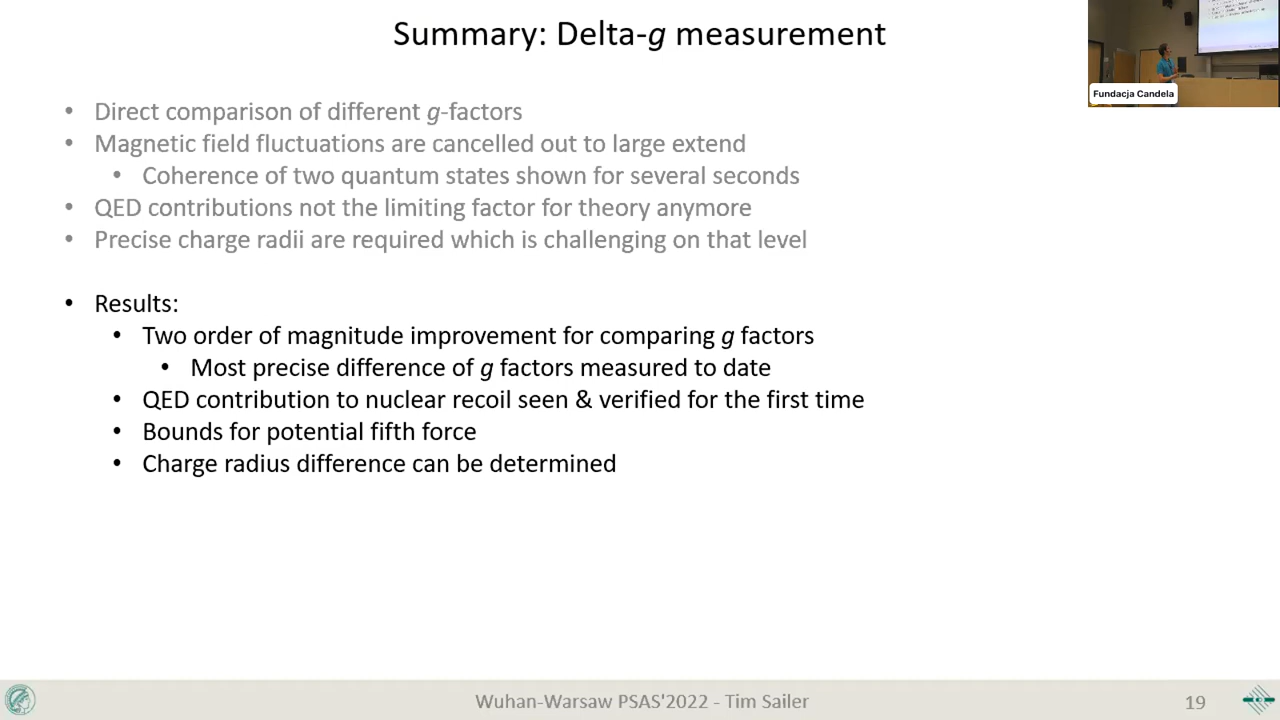 Summary: Delta-g measurement
Fundacja Candela
• Direct comparison of different g-factors
• Magnetic field fluctuations are cancelled out to large extend
• Coherence of two quantum states shown for several seconds
• QED contributions not the limiting factor for theory anymore
• Precise charge radii are required which is challenging on that level
• Results:
• Two order of magnitude improvement for comparing g factors
• Most precise difference of g factors measured to date
• QED contribution to nuclear recoil seen & verified for the first time
• Bounds for potential fifth force
• Charge radius difference can be determined
Wuhan-Warsaw PSAS'2022 - Tim Sailer
19